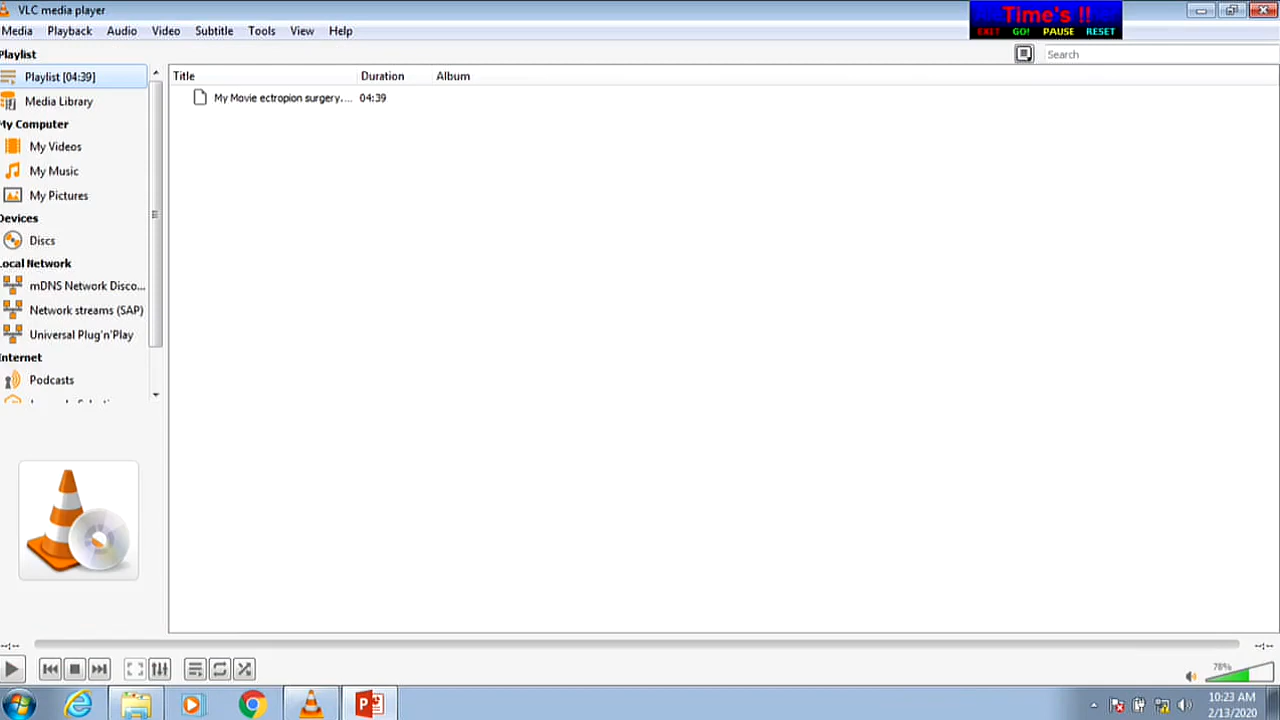 VLC media player
Time's !!
EXIT GO! PAUSE RESET
Media Playback Audio Video Subtitle Tools View Help
Playlist
Search
Playlist [04:39]
Title Duration Album
My Movie ectropion surgery.... 04:39
Media Library
My Computer
My Videos
My Music
My Pictures
Devices
Discs
Local Network
mDNS Network Disco...
Network streams (SAP)
Universal Plug'n'Play
Internet
Podcasts
--:-- --:--
78%
10:23 AM
2/13/2020